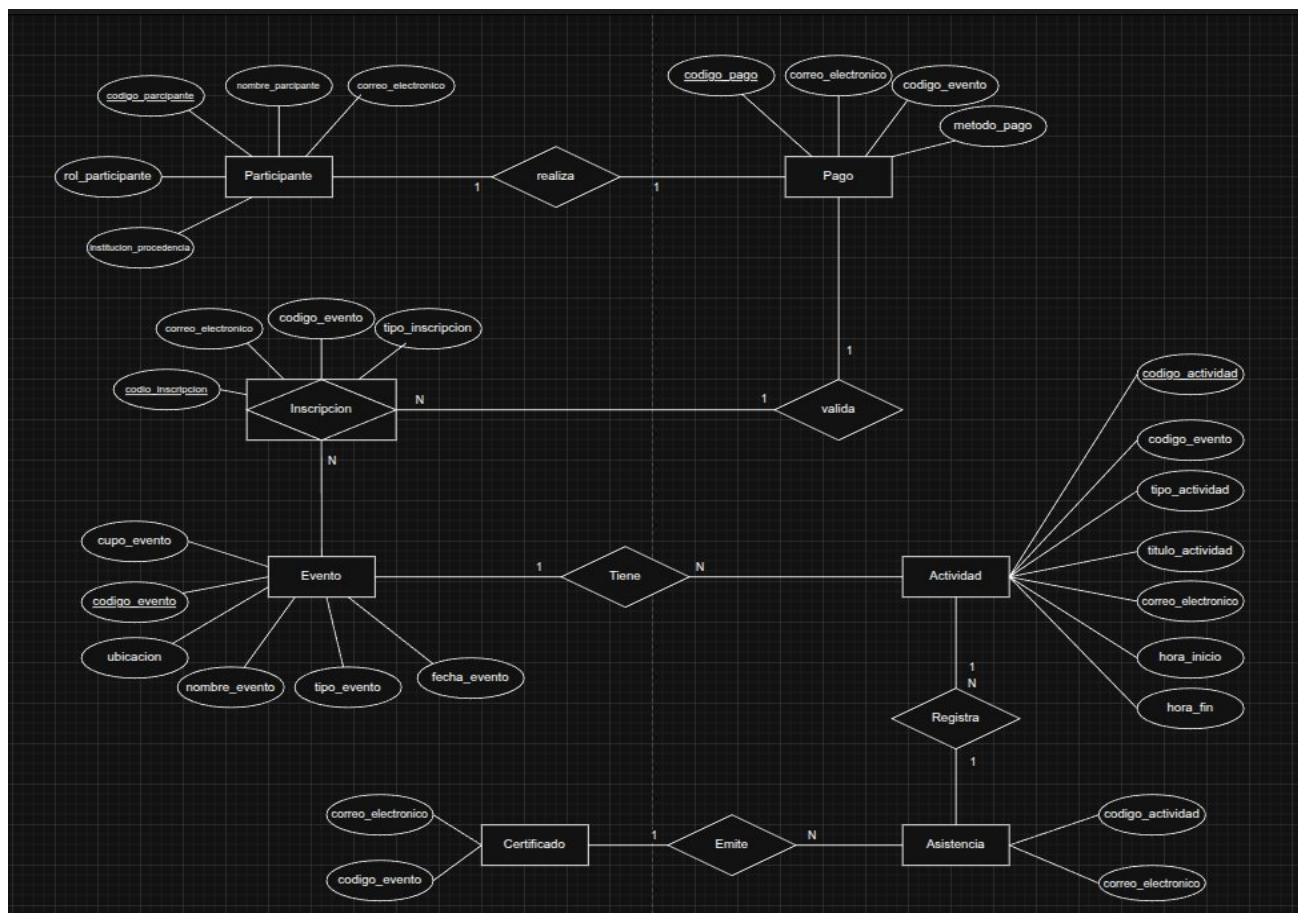 codigo_parcipante
nombre_parcipante
correo_electronico
rol_participante
Participante
institucion_procedencia
1
realiza
1
codigo_pago
correo_electronico
codigo_evento
metodo_pago
Pago
correo_electronico
codigo_evento
tipo_inscripcion
codio_inscripcion
Inscripcion
N
1
1
valida
N
cupo_evento
codigo_evento
ubicacion
nombre_evento
tipo_evento
fecha_evento
Evento
1
Tiene
N
Actividad
codigo_actividad
codigo_evento
tipo_actividad
titulo_actividad
correo_electronico
hora_inicio
hora_fin
1
N
Registra
1
correo_electronico
codigo_evento
Certificado
1
Emite
N
Asistencia
codigo_actividad
correo_electronico